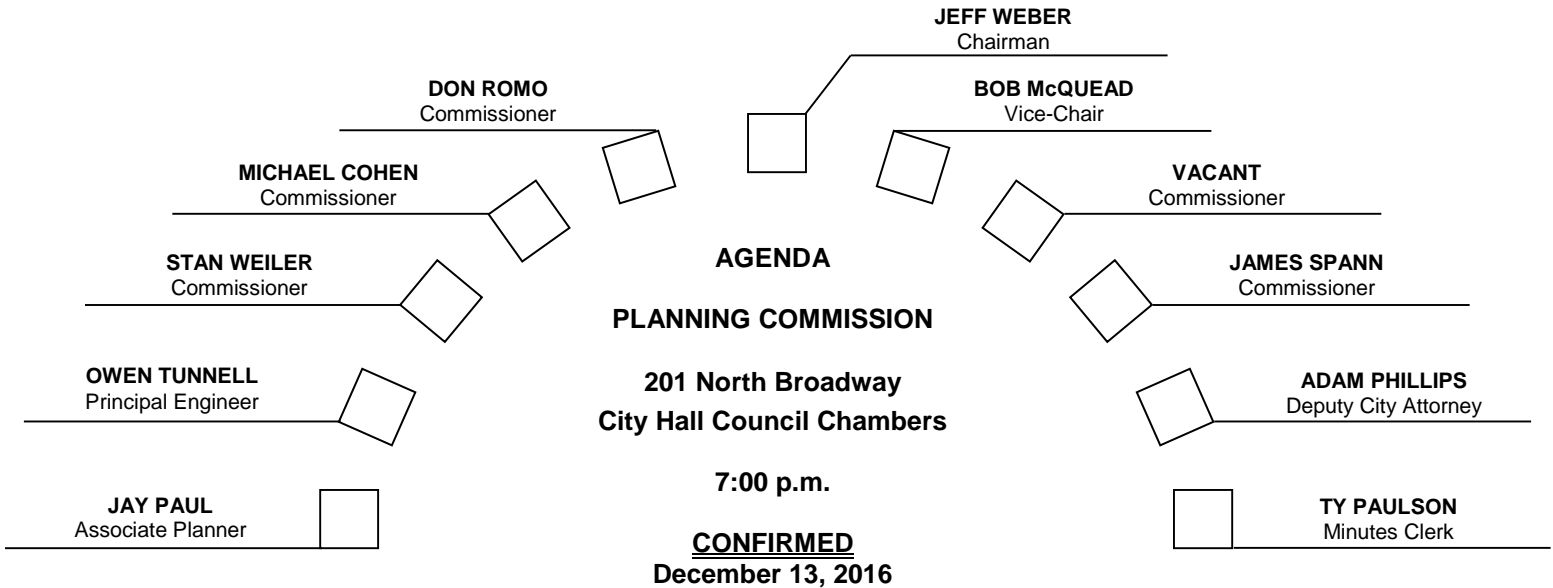 JEFF WEBER
Chairman
DON ROMO
Commissioner
BOB McQUEAD
Vice-Chair
MICHAEL COHEN
Commissioner
VACANT
Commissioner
STAN WEILER
Commissioner
AGENDA
JAMES SPANN
Commissioner
PLANNING COMMISSION
OWEN TUNNELL
Principal Engineer
201 North Broadway
City Hall Council Chambers
ADAM PHILLIPS
Deputy City Attorney
7:00 p.m.
JAY PAUL
Associate Planner
TY PAULSON
Minutes Clerk
CONFIRMED
December 13, 2016